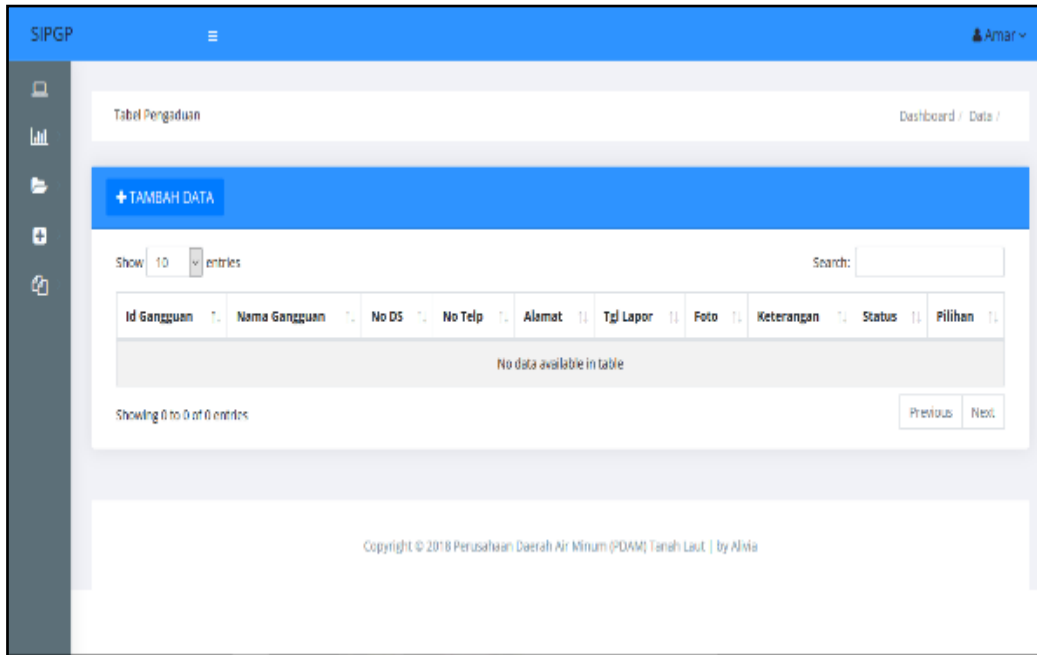 SIPGP Amar
Tabel Pengaduan Dashboard / Data /
+ TAMBAH DATA
Show 10 entries Search:
Id Gangguan Nama Gangguan No DS No Telp Alamat Tgl Lapor Foto Keterangan Status Pilihan
No data available in table
Showing 0 to 0 of 0 entries Previous Next
Copyright © 2018 Perusahaan Daerah Air Minum (PDAM) Tanah Laut | by Alivia